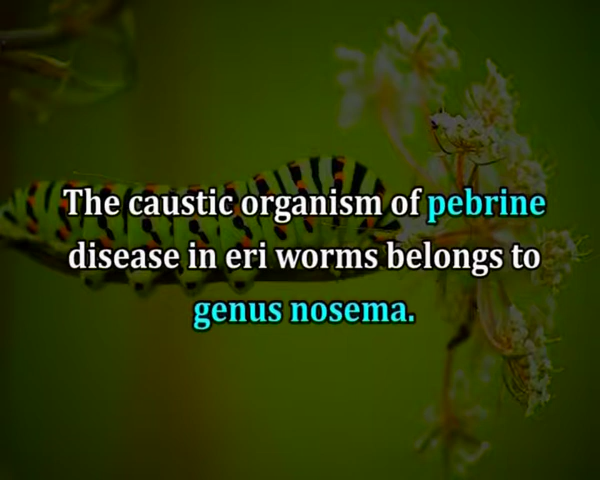 The caustic organism of pebrine
disease in eri worms belongs to
genus nosema.